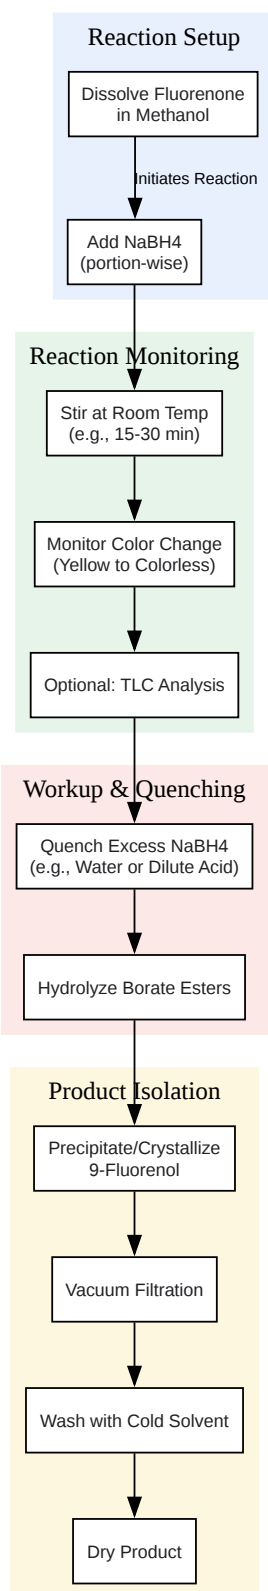 Reaction Setup
Dissolve Fluorenone
in Methanol
Initiates Reaction
Add NaBH4
(portion-wise)
Reaction Monitoring
Stir at Room Temp
(e.g., 15-30 min)
Monitor Color Change
(Yellow to Colorless)
Optional: TLC Analysis
Workup & Quenching
Quench Excess NaBH4
(e.g., Water or Dilute Acid)
Hydrolyze Borate Esters
Product Isolation
Precipitate/Crystallize
9-Fluorenol
Vacuum Filtration
Wash with Cold Solvent
Dry Product